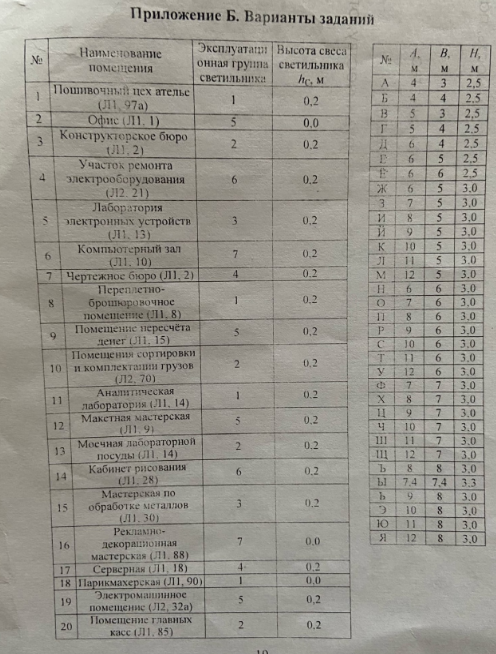 Приложение Б. Варианты заданий
№ Наименование помещения Эксплуатационная группа светильника Высота свеса светильника hс, м
1 Пошивочный цех ателье (Л1, 97а) 1 0,2
2 Офис (Л1, 1) 5 0,0
3 Конструкторское бюро (Л1, 2) 2 0,2
4 Участок ремонта электрооборудования (Л2, 21) 6 0,2
5 Лаборатория электронных устройств (Л1, 13) 3 0,2
6 Компьютерный зал (Л1, 10) 7 0,2
7 Чертежное бюро (Л1, 2) 4 0,2
8 Переплетно-брошюровочное помещение (Л1, 8) 1 0,2
9 Помещение пересчёта денег (Л1, 15) 5 0,2
10 Помещения сортировки и комплектации грузов (Л2, 70) 2 0,2
11 Аналитическая лаборатория (Л1, 14) 1 0,2
12 Макетная мастерская (Л1, 9) 5 0,2
13 Моечная лабораторной посуды (Л1, 14) 2 0,2
14 Кабинет рисования (Л1, 28) 6 0,2
15 Мастерская по обработке металлов (Л1, 30) 3 0,2
16 Рекламно-декорационная мастерская (Л1, 88) 7 0,0
17 Серверная (Л1, 18) 4 0,2
18 Парикмахерская (Л1, 90) 1 0,0
19 Электромашинное помещение (Л2, 32а) 5 0,2
20 Помещение главных касс (Л1, 85) 2 0,2
№ А, м В, м Н, м
А 4 3 2,5
Б 4 4 2,5
В 5 3 2,5
Г 5 4 2,5
Д 6 4 2,5
Е 6 5 2,5
Ё 6 6 2,5
Ж 6 5 3,0
З 7 5 3,0
И 8 5 3,0
Й 9 5 3,0
К 10 5 3,0
Л 11 5 3,0
М 12 5 3,0
Н 6 6 3,0
О 7 6 3,0
П 8 6 3,0
Р 9 6 3,0
С 10 6 3,0
Т 11 6 3,0
У 12 6 3,0
Ф 7 7 3,0
Х 8 7 3,0
Ц 9 7 3,0
Ч 10 7 3,0
Ш 11 7 3,0
Щ 12 7 3,0
Ъ 8 8 3,0
Ы 7,4 7,4 3,3
Ь 9 8 3,0
Э 10 8 3,0
Ю 11 8 3,0
Я 12 8 3,0